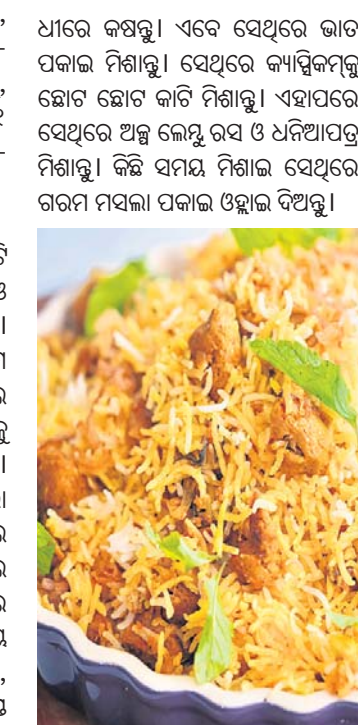 ଧୀରେ କଷନ୍ତୁ। ଏବେ ସେଥିରେ ଭାତ
ପକାଇ ମିଶାନ୍ତୁ। ସେଥିରେ କ୍ୟାପ୍ସିକମ୍‌କୁ
ଛୋଟ ଛୋଟ କାଟି ମିଶାନ୍ତୁ। ଏହାପରେ
ସେଥିରେ ଅଳ୍ପ ଲେମ୍ବୁ ରସ ଓ ଧନିଆପତ୍ର
ମିଶାନ୍ତୁ। କିଛି ସମୟ ମିଶାଇ ସେଥିରେ
ଗରମ ମସଲା ପକାଇ ଓହ୍ଲାଇ ଦିଅନ୍ତୁ।